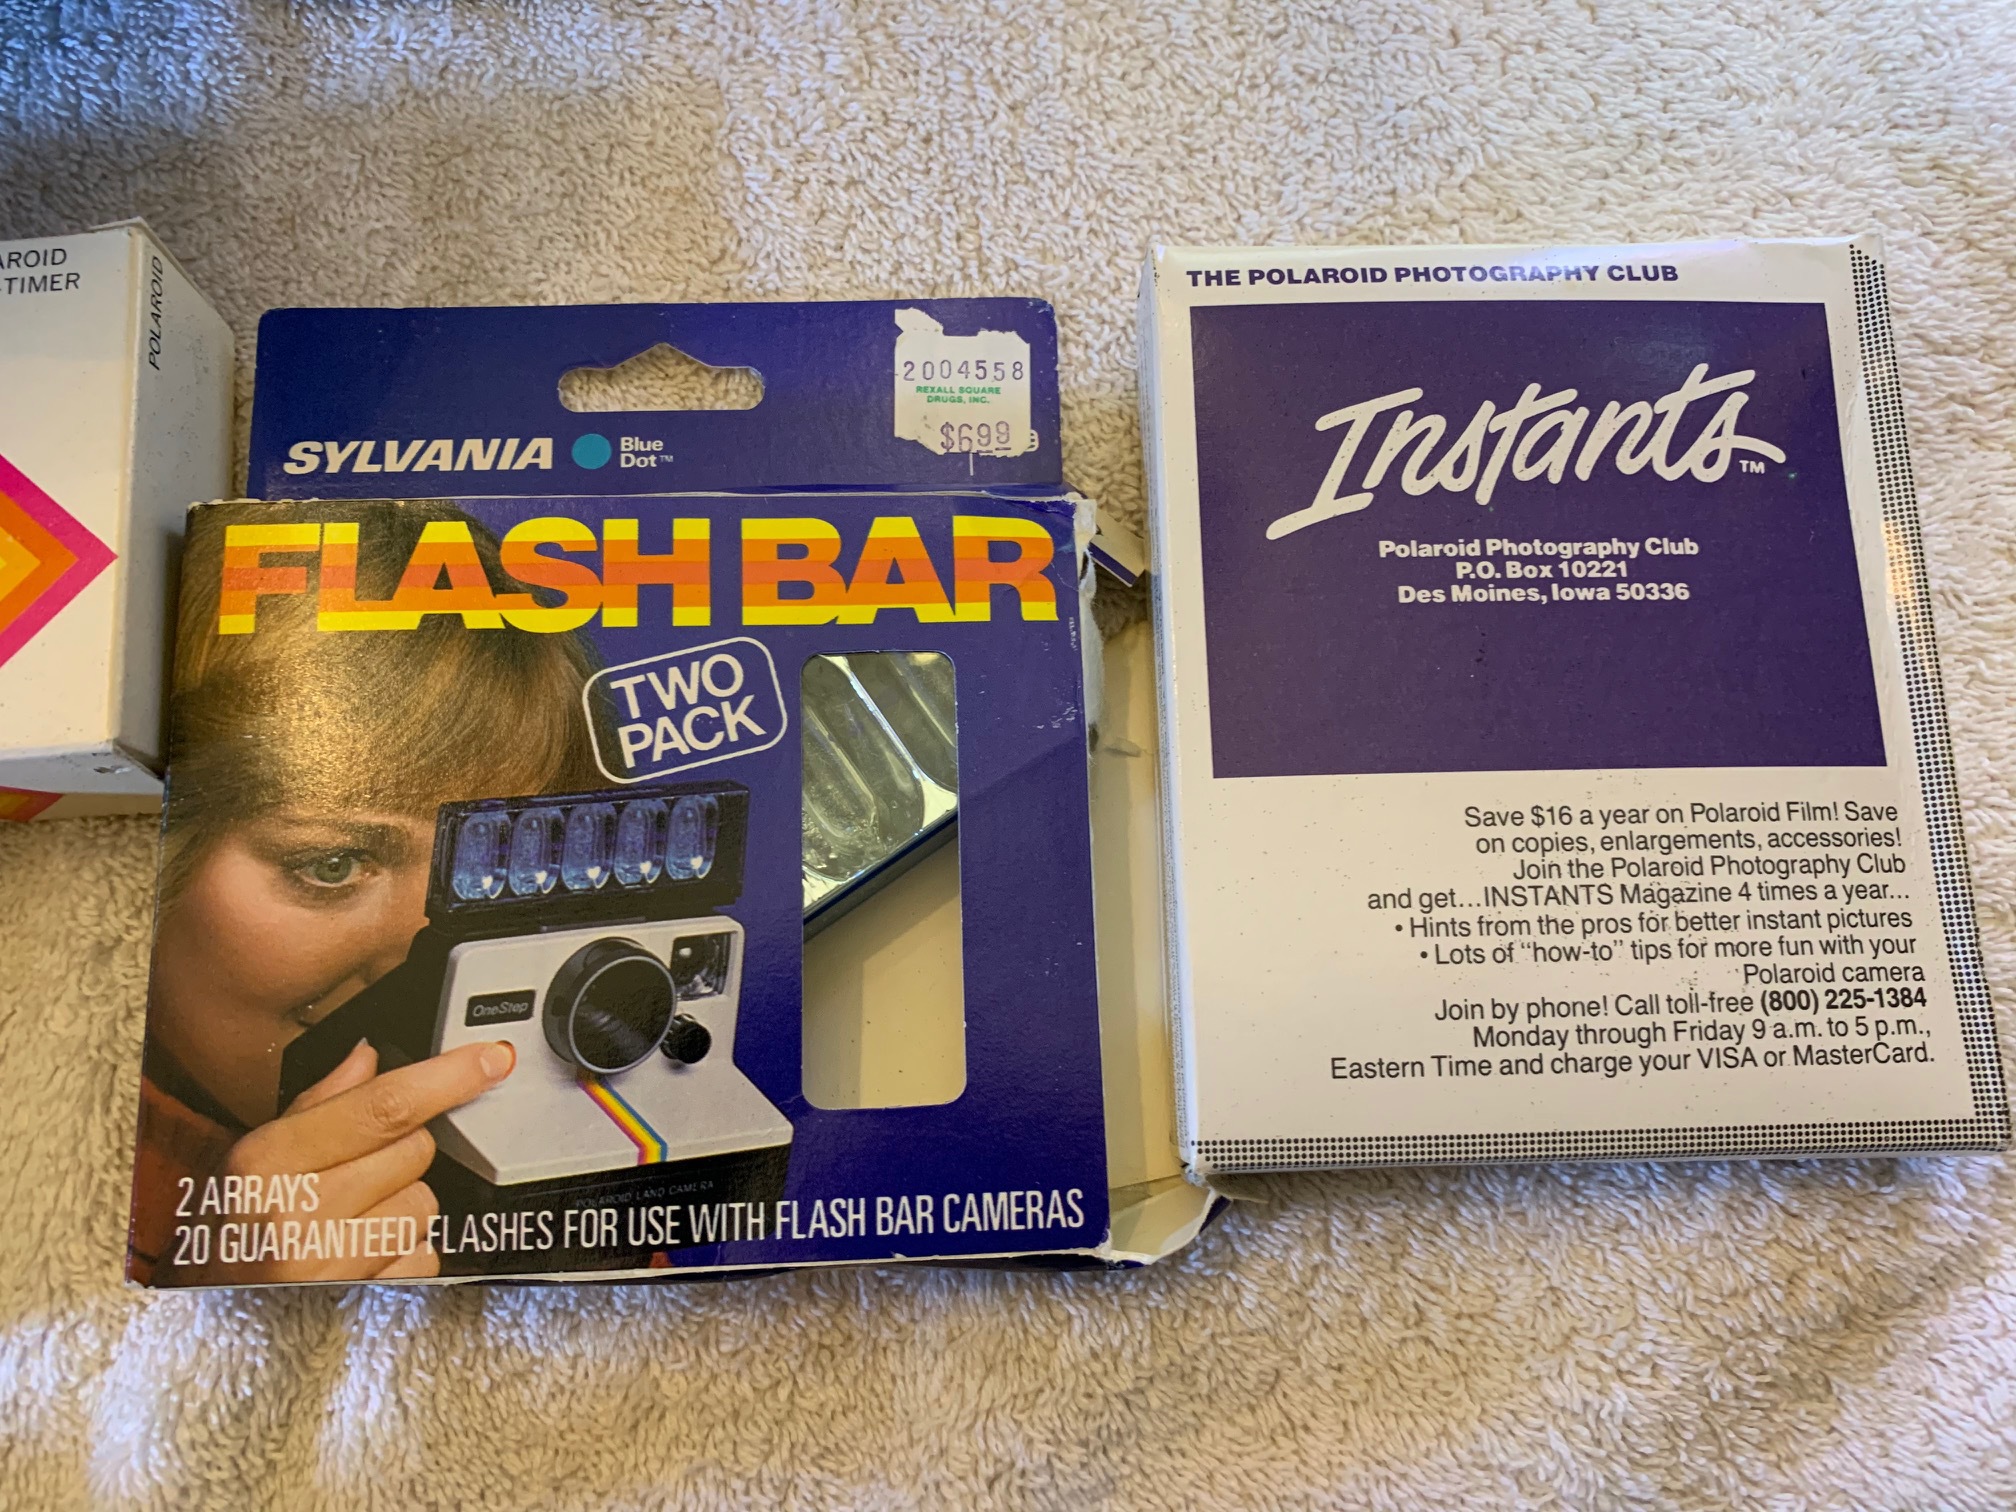 AROID
-TIMER
POLAROID
2004558
REXALL SQUARE
DRUGS, INC.
$6.99
SYLVANIA Blue
Dot™
FLASH BAR
TWO
PACK
OneStep
POLAROID LAND CAMERA
2 ARRAYS
20 GUARANTEED FLASHES FOR USE WITH FLASH BAR CAMERAS
THE POLAROID PHOTOGRAPHY CLUB
Instants™
Polaroid Photography Club
P.O. Box 10221
Des Moines, Iowa 50336
Save $16 a year on Polaroid Film! Save
on copies, enlargements, accessories!
Join the Polaroid Photography Club
and get...INSTANTS Magazine 4 times a year...
• Hints from the pros for better instant pictures
• Lots of "how-to" tips for more fun with your
Polaroid camera
Join by phone! Call toll-free (800) 225-1384
Monday through Friday 9 a.m. to 5 p.m.,
Eastern Time and charge your VISA or MasterCard.